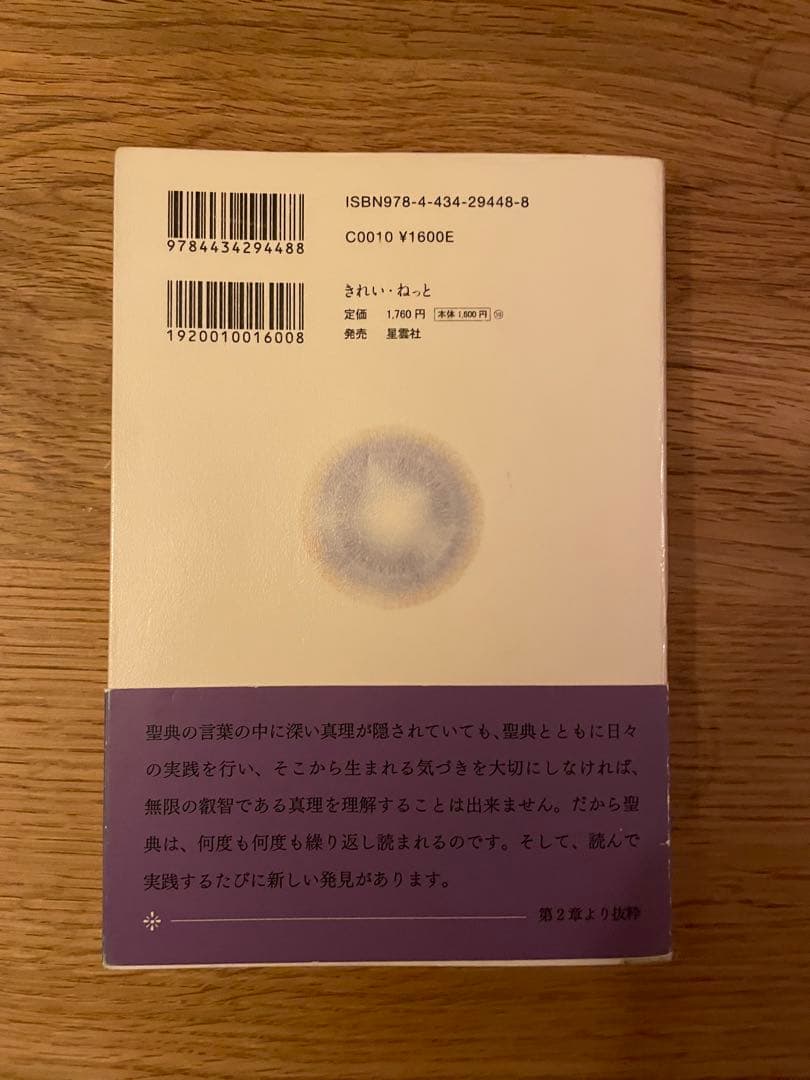 ISBN978-4-434-29448-8
9784434294488
C0010 ¥1600E
きれい・ねっと
定価 1,760円 本体1,600円 ⑩
1920010016008
発売 星雲社
聖典の言葉の中に深い真理が隠されていても、聖典とともに日々
の実践を行い、そこから生まれる気づきを大切にしなければ、
無限の叡智である真理を理解することは出来ません。だから聖
典は、何度も何度も繰り返し読まれるのです。そして、読んで
実践するたびに新しい発見があります。
第2章より抜粋